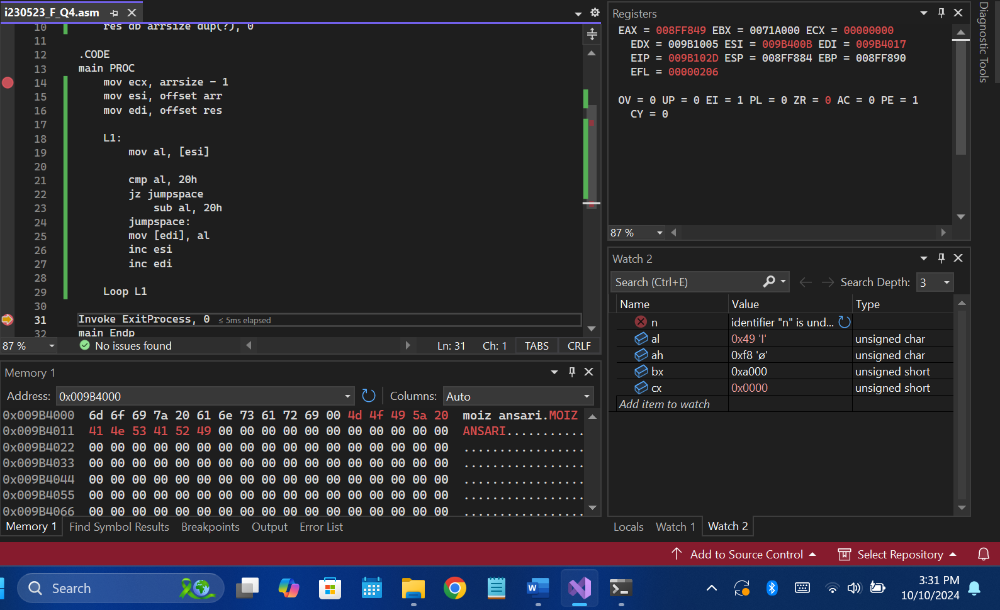 i230523_F_Q4.asm
10 res db arrsize dup(?), 0
11
12 .CODE
13 main PROC
14 mov ecx, arrsize - 1
15 mov esi, offset arr
16 mov edi, offset res
17
18 L1:
19 mov al, [esi]
20
21 cmp al, 20h
22 jz jumpspace
23 sub al, 20h
24 jumpspace:
25 mov [edi], al
26 inc esi
27 inc edi
28
29 Loop L1
30
31 Invoke ExitProcess, 0 ≤ 5ms elapsed
32 main Endp
87 % No issues found Ln: 31 Ch: 1 TABS CRLF
Memory 1
Address: 0x009B4000 Columns: Auto
0x009B4000 6d 6f 69 7a 20 61 6e 73 61 72 69 00 4d 4f 49 5a 20 moiz ansari.MOIZ
0x009B4011 41 4e 53 41 52 49 00 00 00 00 00 00 00 00 00 00 00 ANSARI...........
0x009B4022 00 00 00 00 00 00 00 00 00 00 00 00 00 00 00 00 00 .................
0x009B4033 00 00 00 00 00 00 00 00 00 00 00 00 00 00 00 00 00 .................
0x009B4044 00 00 00 00 00 00 00 00 00 00 00 00 00 00 00 00 00 .................
0x009B4055 00 00 00 00 00 00 00 00 00 00 00 00 00 00 00 00 00 .................
0x009B4066 00 00 00 00 00 00 00 00 00 00 00 00 00 00 00 00 00 .................
Memory 1 Find Symbol Results Breakpoints Output Error List
Registers
EAX = 008FF849 EBX = 0071A000 ECX = 00000000
EDX = 009B1005 ESI = 009B400B EDI = 009B4017
EIP = 009B102D ESP = 008FF884 EBP = 008FF890
EFL = 00000206
OV = 0 UP = 0 EI = 1 PL = 0 ZR = 0 AC = 0 PE = 1
CY = 0
87 %
Watch 2
Search (Ctrl+E) Search Depth: 3
Name Value Type
n identifier "n" is und...
al 0x49 'I' unsigned char
ah 0xf8 'ø' unsigned char
bx 0xa000 unsigned short
cx 0x0000 unsigned short
Add item to watch
Locals Watch 1 Watch 2
Diagnostic Tools
Add to Source Control Select Repository
Search
3:31 PM
10/10/2024